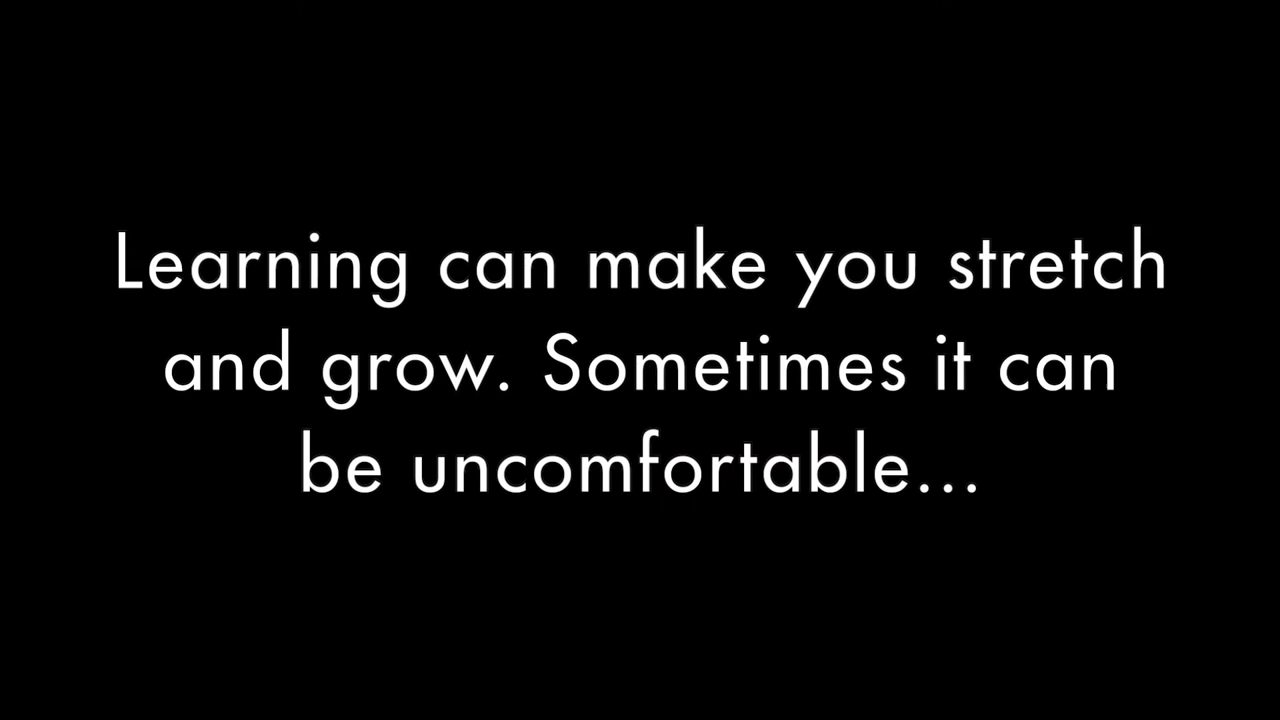 Learning can make you stretch
and grow. Sometimes it can
be uncomfortable...